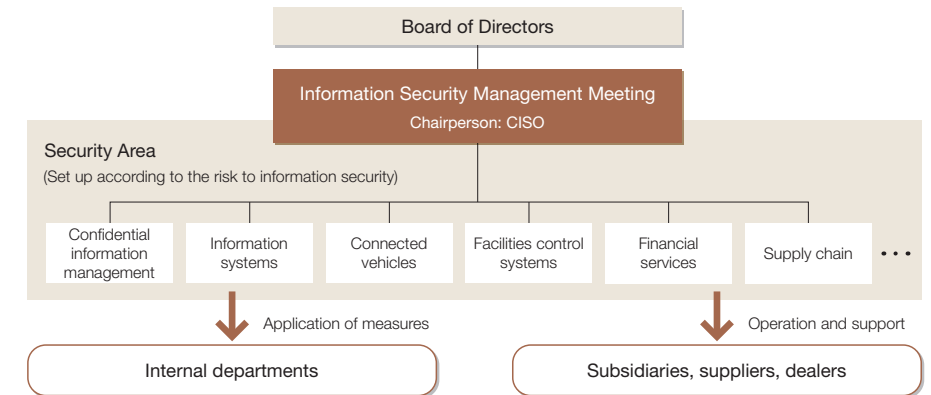 Board of Directors
Information Security Management Meeting
Chairperson: CISO
Security Area
(Set up according to the risk to information security)
Confidential
information
management
Information
systems
Connected
vehicles
Facilities control
systems
Financial
services
Supply chain
•••
Application of measures
Operation and support
Internal departments
Subsidiaries, suppliers, dealers